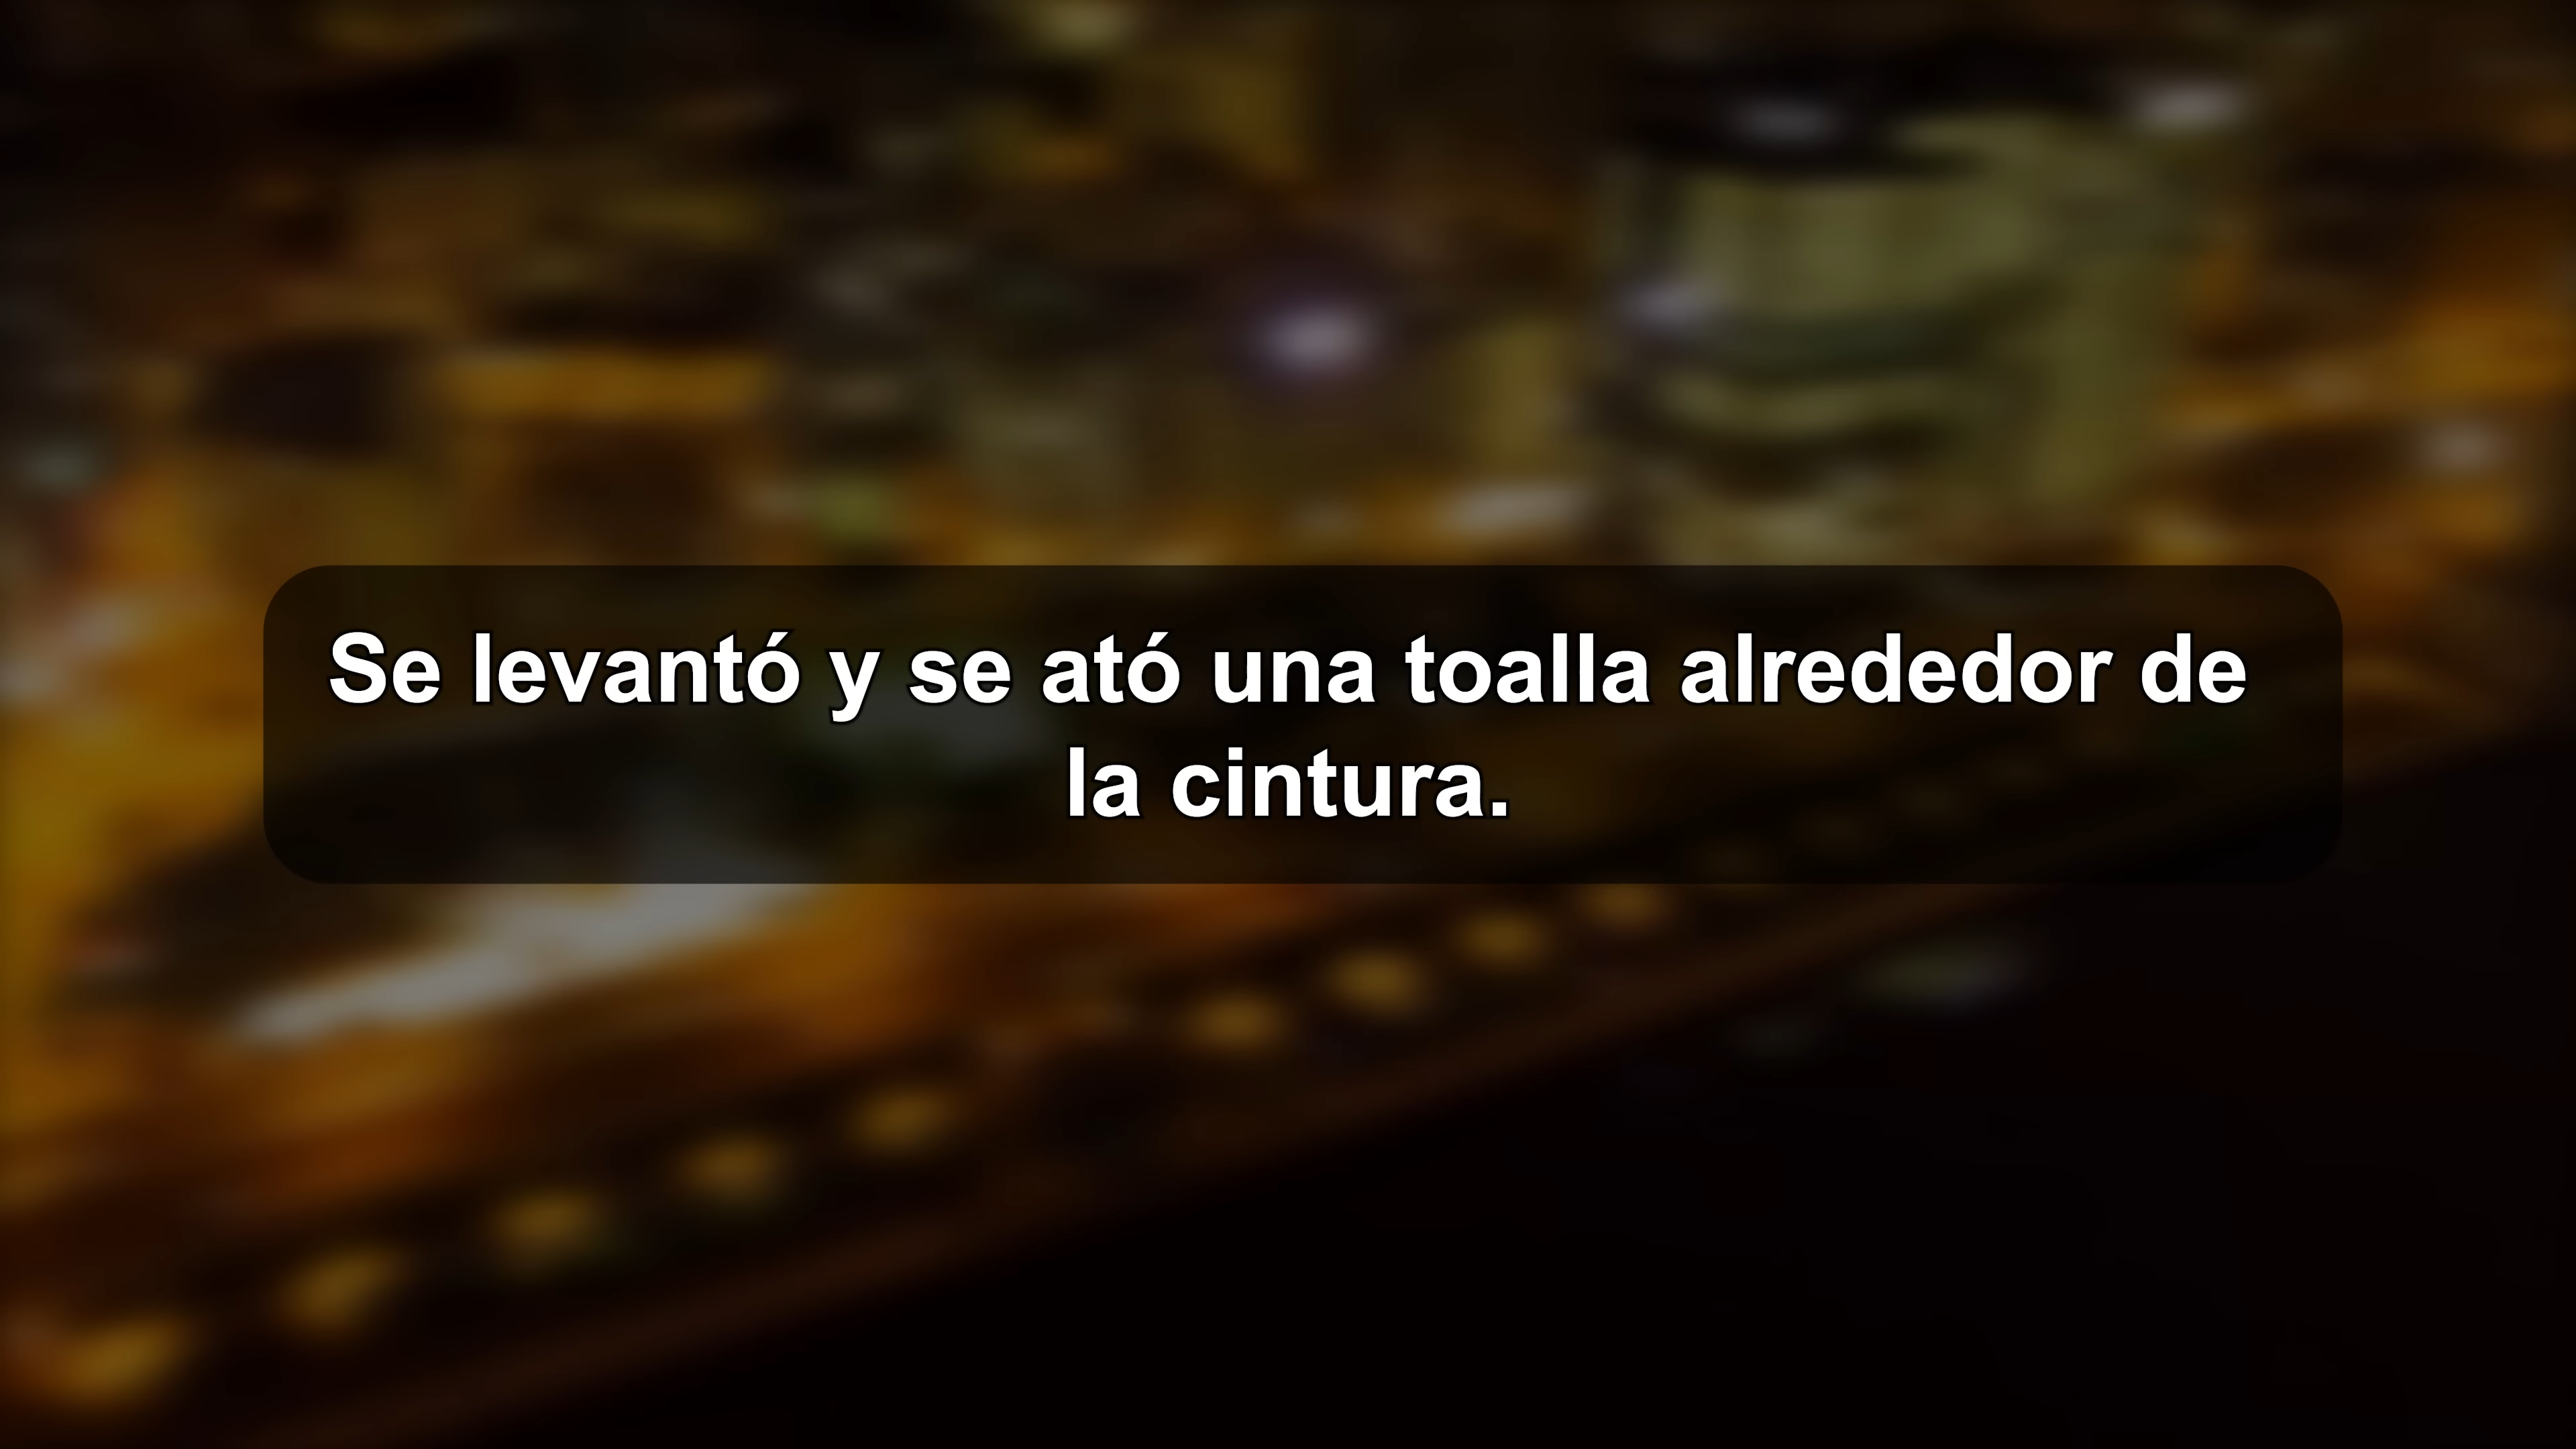 Se levantó y se ató una toalla alrededor de
la cintura.